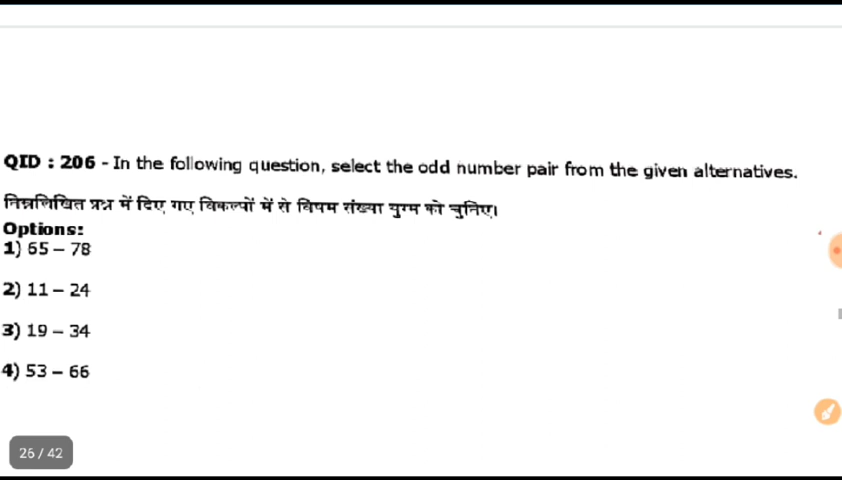 QID : 206 - In the following question, select the odd number pair from the given alternatives.
निम्नलिखित प्रश्न में दिए गए विकल्पों में से विषम संख्या युग्म को चुनिए।
Options:
1) 65 – 78
2) 11 – 24
3) 19 – 34
4) 53 – 66
26 / 42